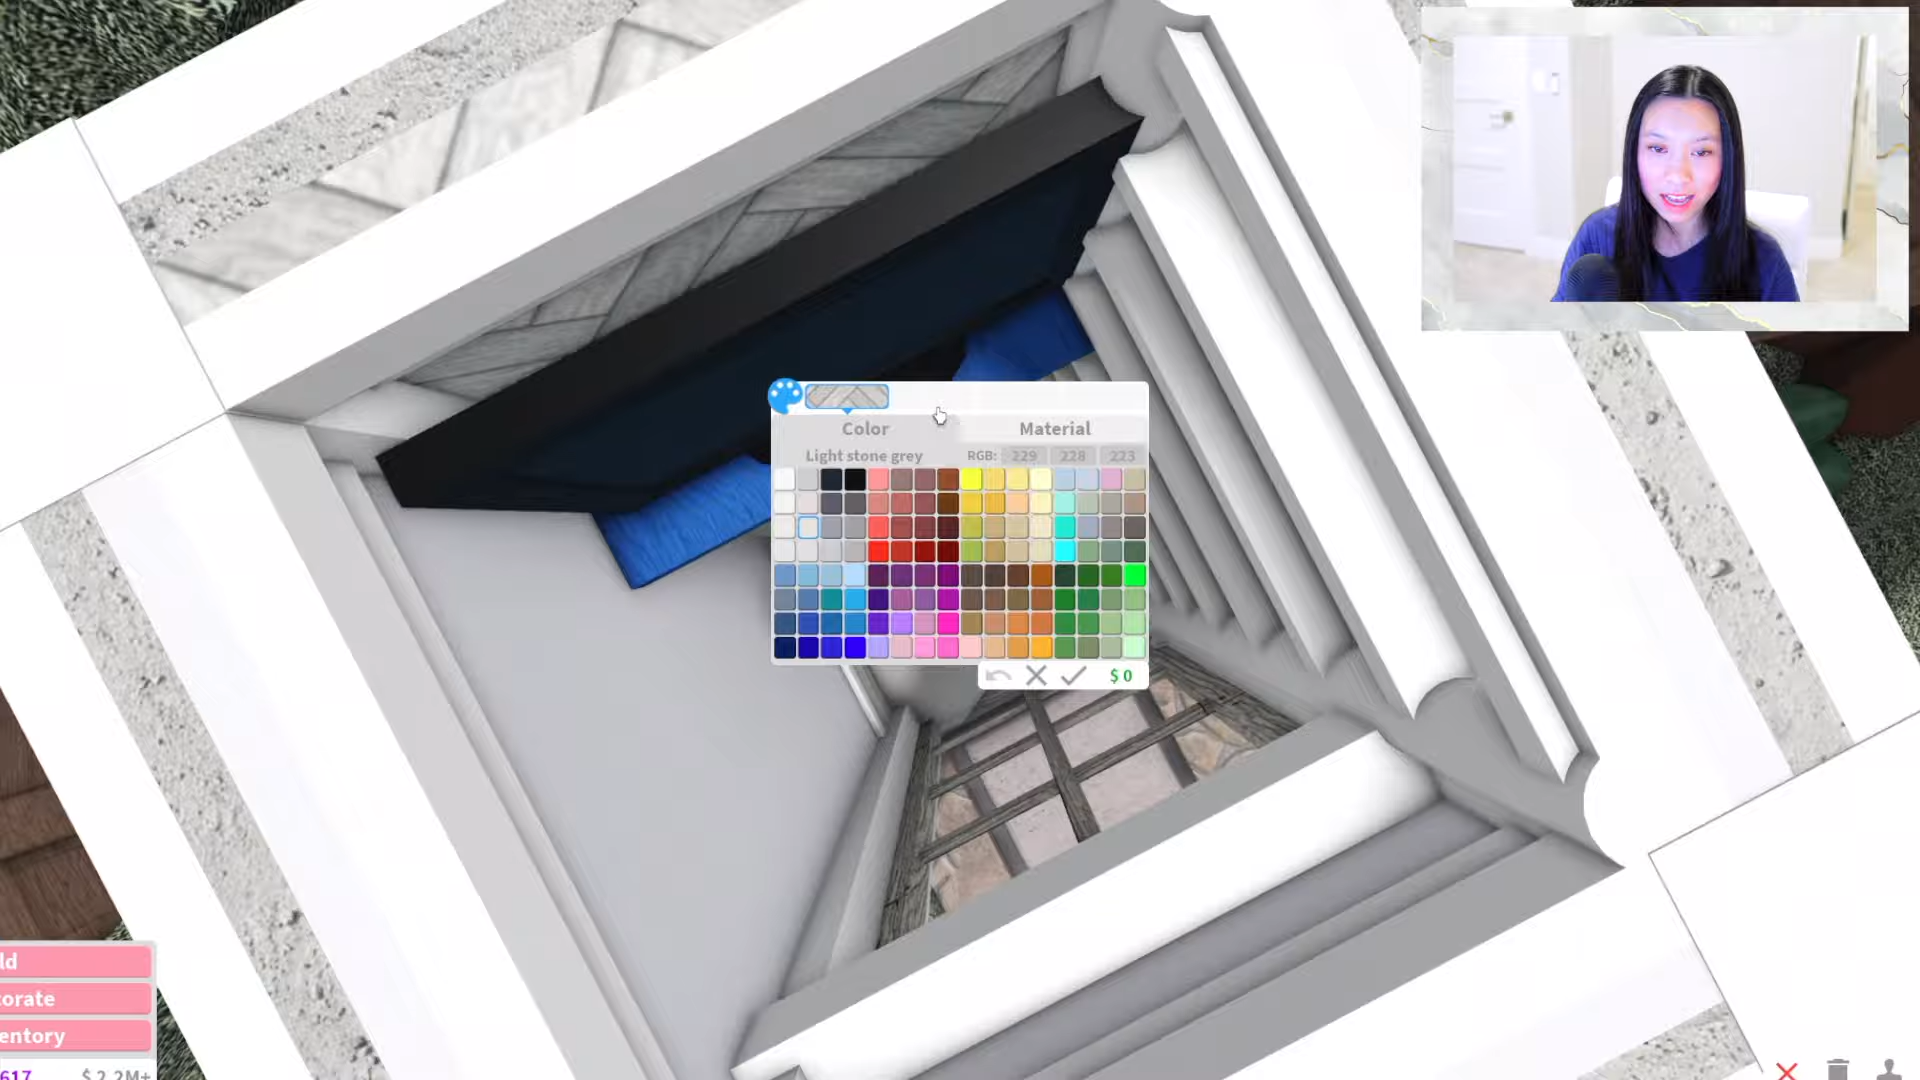 Color Material
Light stone grey RGB: 229 228 223
$ 0
ld
orate
entory
617 $ 2.2M+